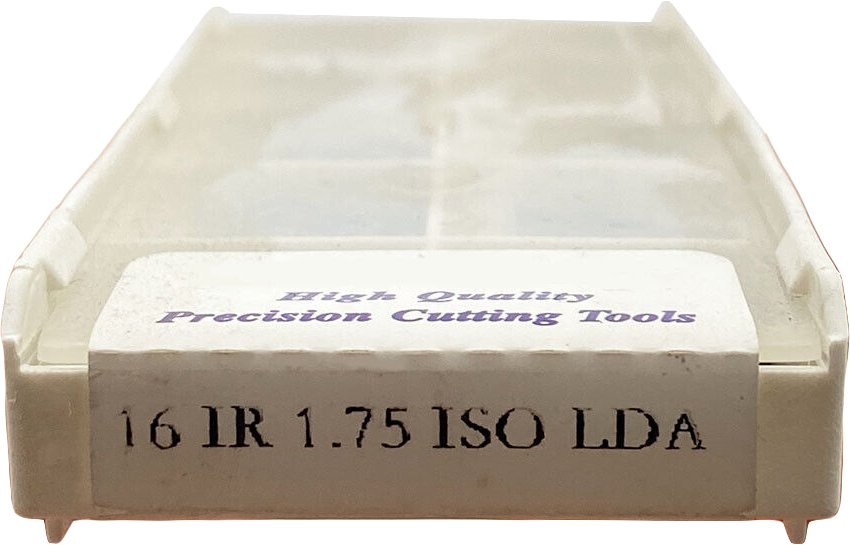 High Quality
Precision Cutting Tools
16 IR 1.75 ISO LDA